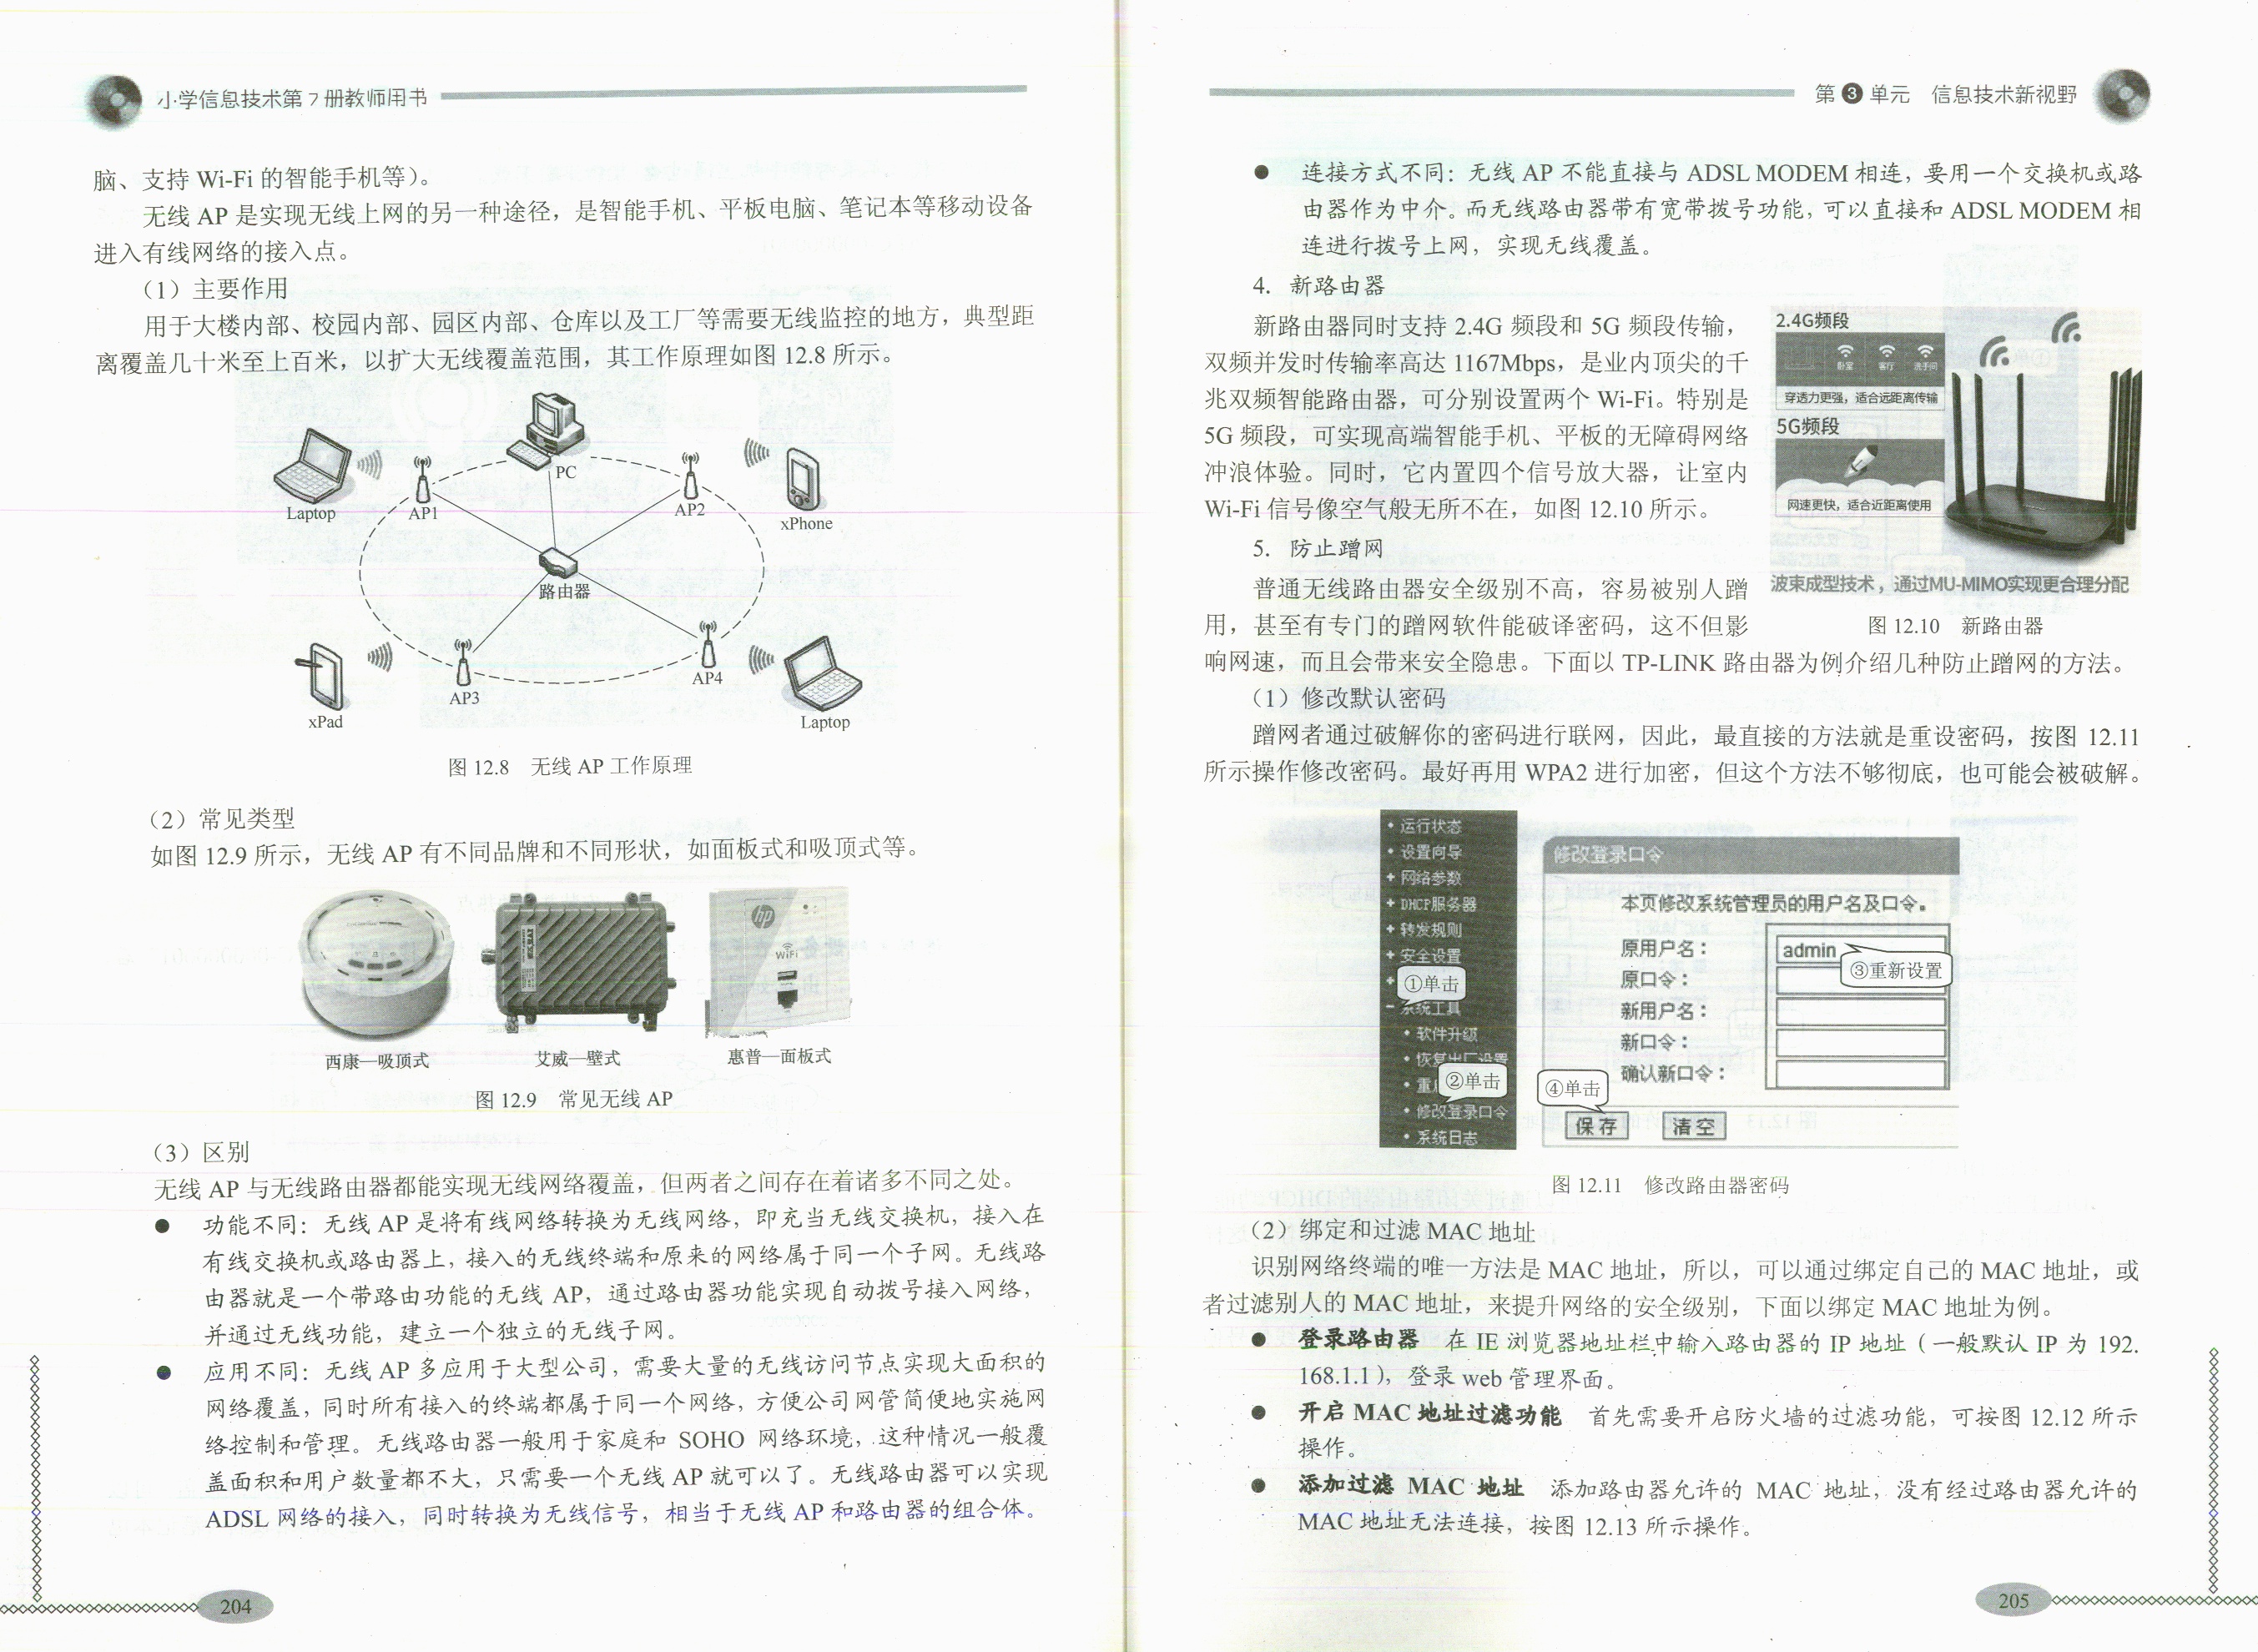 小学信息技术第7册教师用书
脑、支持 Wi-Fi 的智能手机等）。
无线 AP 是实现无线上网的另一种途径，是智能手机、平板电脑、笔记本等移动设备
进入有线网络的接入点。
（1）主要作用
用于大楼内部、校园内部、园区内部、仓库以及工厂等需要无线监控的地方，典型距
离覆盖几十米至上百米，以扩大无线覆盖范围，其工作原理如图 12.8 所示。
PC
Laptop
AP1
AP2
xPhone
路由器
AP3
AP4
xPad
Laptop
图 12.8 无线 AP 工作原理
（2）常见类型
如图 12.9 所示，无线 AP 有不同品牌和不同形状，如面板式和吸顶式等。
hp
WiFi
西康—吸顶式
艾威—壁式
惠普—面板式
图 12.9 常见无线 AP
（3）区别
无线 AP 与无线路由器都能实现无线网络覆盖，但两者之间存在着诸多不同之处。
● 功能不同：无线 AP 是将有线网络转换为无线网络，即充当无线交换机，接入在
有线交换机或路由器上，接入的无线终端和原来的网络属于同一个子网。无线路
由器就是一个带路由功能的无线 AP，通过路由器功能实现自动拨号接入网络，
并通过无线功能，建立一个独立的无线子网。
● 应用不同：无线 AP 多应用于大型公司，需要大量的无线访问节点实现大面积的
网络覆盖，同时所有接入的终端都属于同一个网络，方便公司网管简便地实施网
络控制和管理。无线路由器一般用于家庭和 SOHO 网络环境，这种情况一般覆
盖面积和用户数量都不大，只需要一个无线 AP 就可以了。无线路由器可以实现
ADSL 网络的接入，同时转换为无线信号，相当于无线 AP 和路由器的组合体。
204
第 3 单元 信息技术新视野
● 连接方式不同：无线 AP 不能直接与 ADSL MODEM 相连，要用一个交换机或路
由器作为中介。而无线路由器带有宽带拨号功能，可以直接和 ADSL MODEM 相
连进行拨号上网，实现无线覆盖。
4. 新路由器
新路由器同时支持 2.4G 频段和 5G 频段传输，
双频并发时传输率高达 1167Mbps，是业内顶尖的千
兆双频智能路由器，可分别设置两个 Wi-Fi。特别是
5G 频段，可实现高端智能手机、平板的无障碍网络
冲浪体验。同时，它内置四个信号放大器，让室内
Wi-Fi 信号像空气般无所不在，如图 12.10 所示。
2.4G频段
卧室 客厅 洗手间
穿透力更强，适合远距离传输
5G频段
网速更快，适合近距离使用
波束成型技术，通过MU-MIMO实现更合理分配
图 12.10 新路由器
5. 防止蹭网
普通无线路由器安全级别不高，容易被别人蹭
用，甚至有专门的蹭网软件能破译密码，这不但影
响网速，而且会带来安全隐患。下面以 TP-LINK 路由器为例介绍几种防止蹭网的方法。
（1）修改默认密码
蹭网者通过破解你的密码进行联网，因此，最直接的方法就是重设密码，按图 12.11
所示操作修改密码。最好再用 WPA2 进行加密，但这个方法不够彻底，也可能会被破解。
• 运行状态
• 设置向导
+ 网络参数
+ DHCP服务器
+ 转发规则
+ 安全设置
+ ①单击
- 系统工具
• 软件升级
• 恢复出厂设置
• 重 ②单击
• 修改登录口令
• 系统日志
修改登录口令
本页修改系统管理员的用户名及口令。
原用户名： admin
③重新设置
原口令：
新用户名：
新口令：
确认新口令：
④单击
保存 清空
图 12.11 修改路由器密码
（2）绑定和过滤 MAC 地址
识别网络终端的唯一方法是 MAC 地址，所以，可以通过绑定自己的 MAC 地址，或
者过滤别人的 MAC 地址，来提升网络的安全级别，下面以绑定 MAC 地址为例。
● 登录路由器 在 IE 浏览器地址栏中输入路由器的 IP 地址（一般默认 IP 为 192.
168.1.1），登录 web 管理界面。
● 开启 MAC 地址过滤功能 首先需要开启防火墙的过滤功能，可按图 12.12 所示
操作。
● 添加过滤 MAC 地址 添加路由器允许的 MAC 地址，没有经过路由器允许的
MAC 地址无法连接，按图 12.13 所示操作。
205